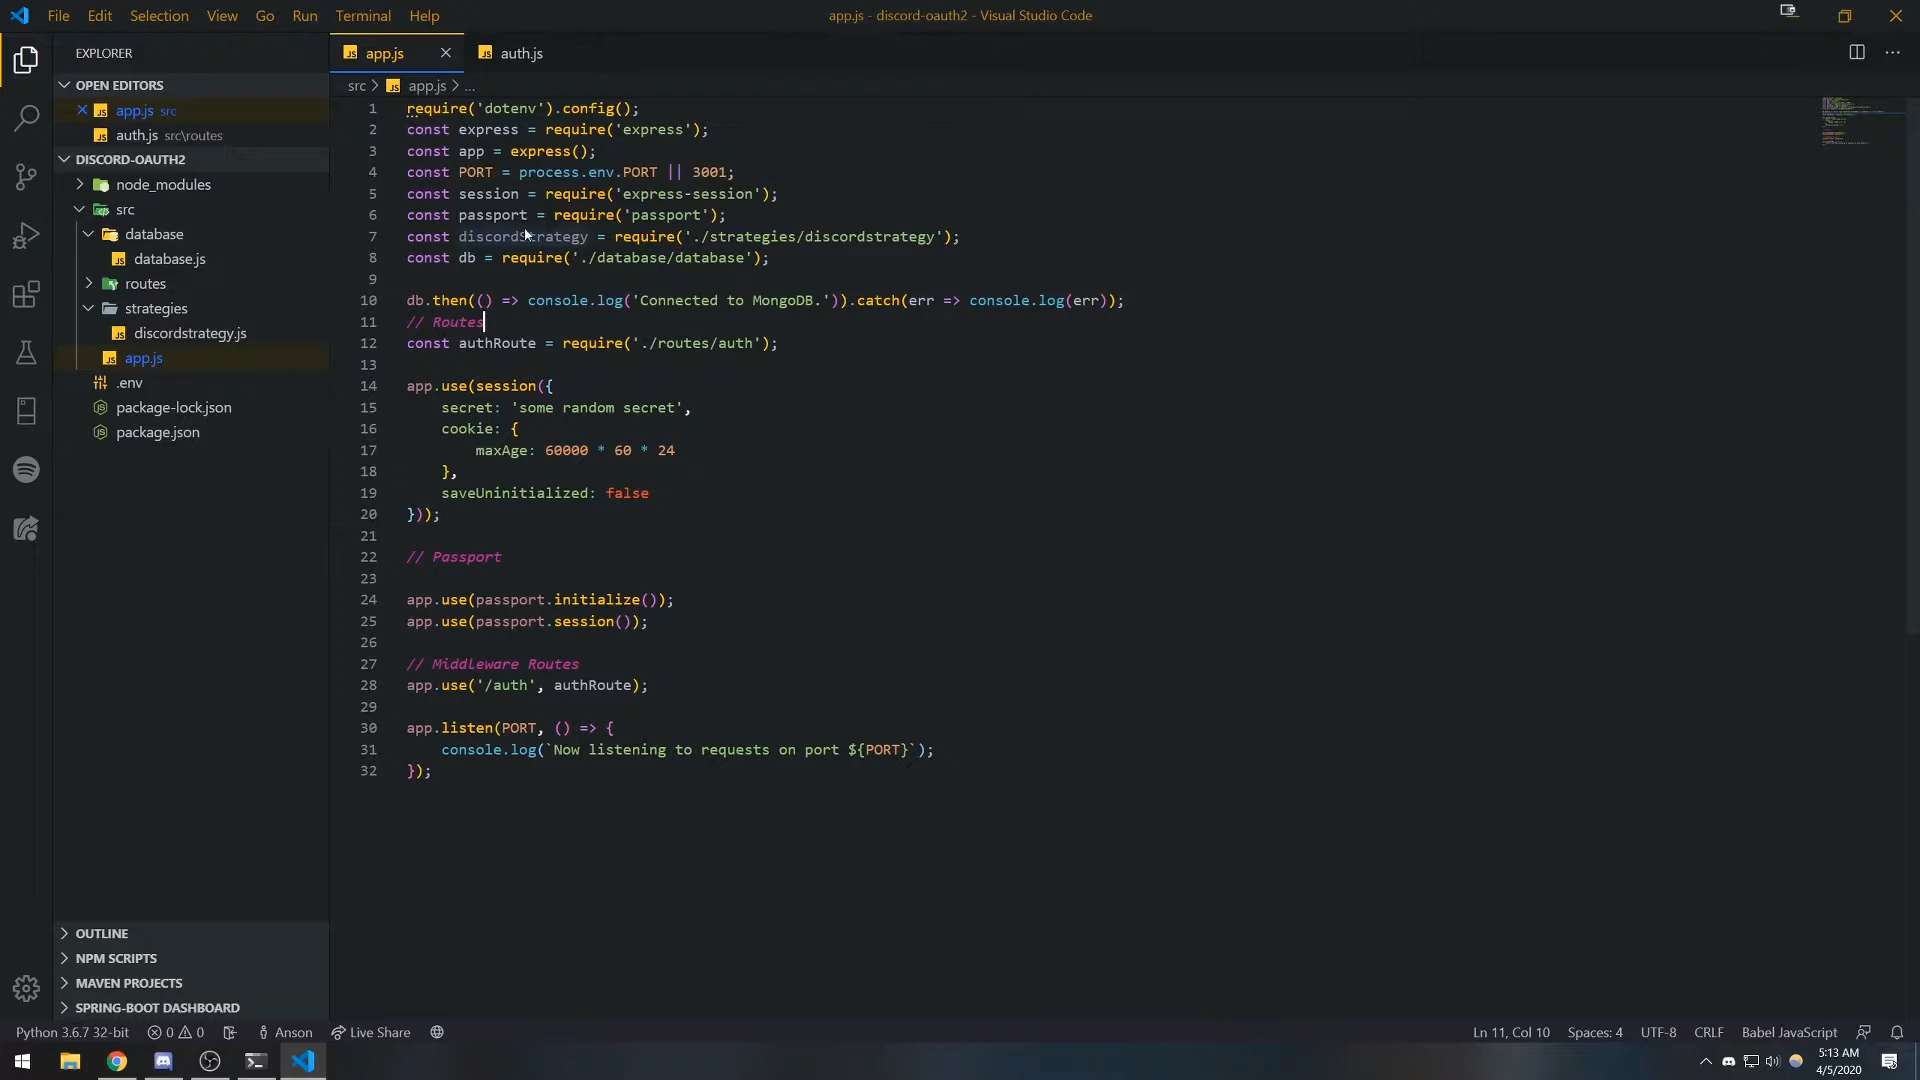 File Edit Selection View Go Run Terminal Help
app.js - discord-oauth2 - Visual Studio Code
EXPLORER
OPEN EDITORS
app.js src
auth.js src\routes
DISCORD-OAUTH2
node_modules
src
database
database.js
routes
strategies
discordstrategy.js
app.js
.env
package-lock.json
package.json
OUTLINE
NPM SCRIPTS
MAVEN PROJECTS
SPRING-BOOT DASHBOARD
app.js auth.js
src > app.js > ...
1 require('dotenv').config();
2 const express = require('express');
3 const app = express();
4 const PORT = process.env.PORT || 3001;
5 const session = require('express-session');
6 const passport = require('passport');
7 const discordStrategy = require('./strategies/discordstrategy');
8 const db = require('./database/database');
9
10 db.then(() => console.log('Connected to MongoDB.')).catch(err => console.log(err));
11 // Routes
12 const authRoute = require('./routes/auth');
13
14 app.use(session({
15 secret: 'some random secret',
16 cookie: {
17 maxAge: 60000 * 60 * 24
18 },
19 saveUninitialized: false
20 }));
21
22 // Passport
23
24 app.use(passport.initialize());
25 app.use(passport.session());
26
27 // Middleware Routes
28 app.use('/auth', authRoute);
29
30 app.listen(PORT, () => {
31 console.log(`Now listening to requests on port ${PORT}`);
32 });
Python 3.6.7 32-bit 0 0 Anson Live Share
Ln 11, Col 10 Spaces: 4 UTF-8 CRLF Babel JavaScript
5:13 AM
4/5/2020